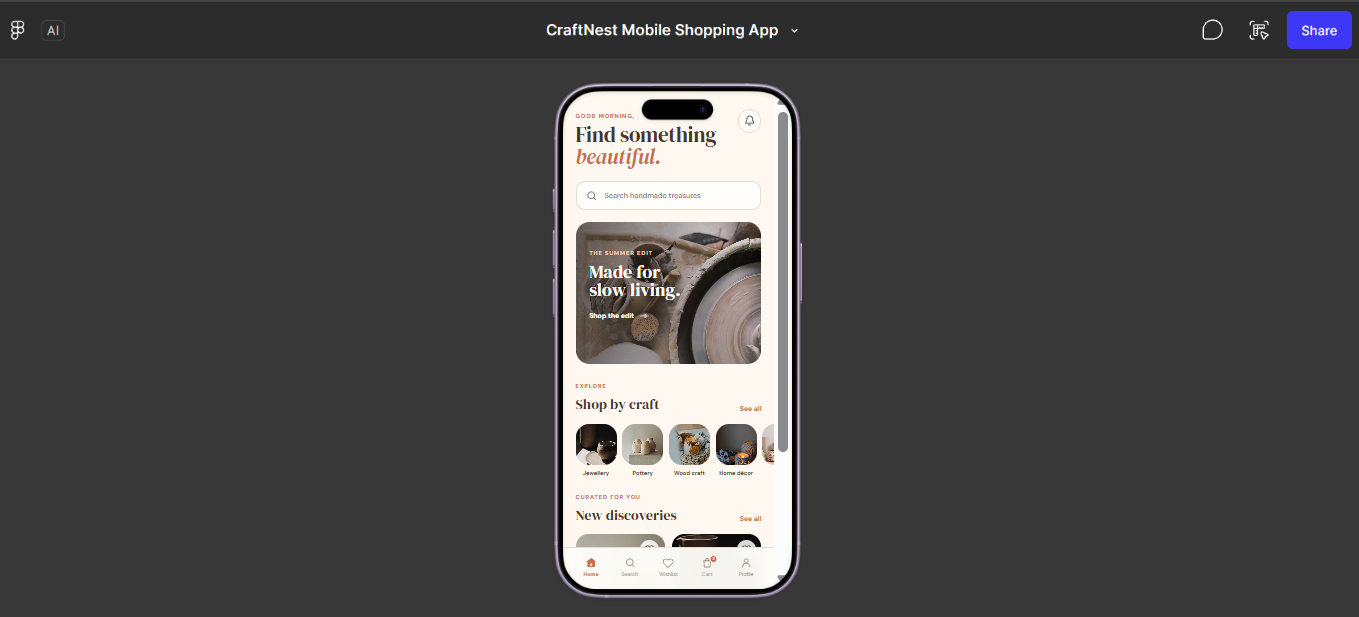 AI
CraftNest Mobile Shopping App
Share
GOOD MORNING,
Find something
beautiful.
Search handmade treasures
THE SUMMER EDIT
Made for
slow living.
Shop the edit →
EXPLORE
Shop by craft
See all
Jewellery
Pottery
Wood craft
Home décor
CURATED FOR YOU
New discoveries
See all
Home
Search
Wishlist
Cart
Profile